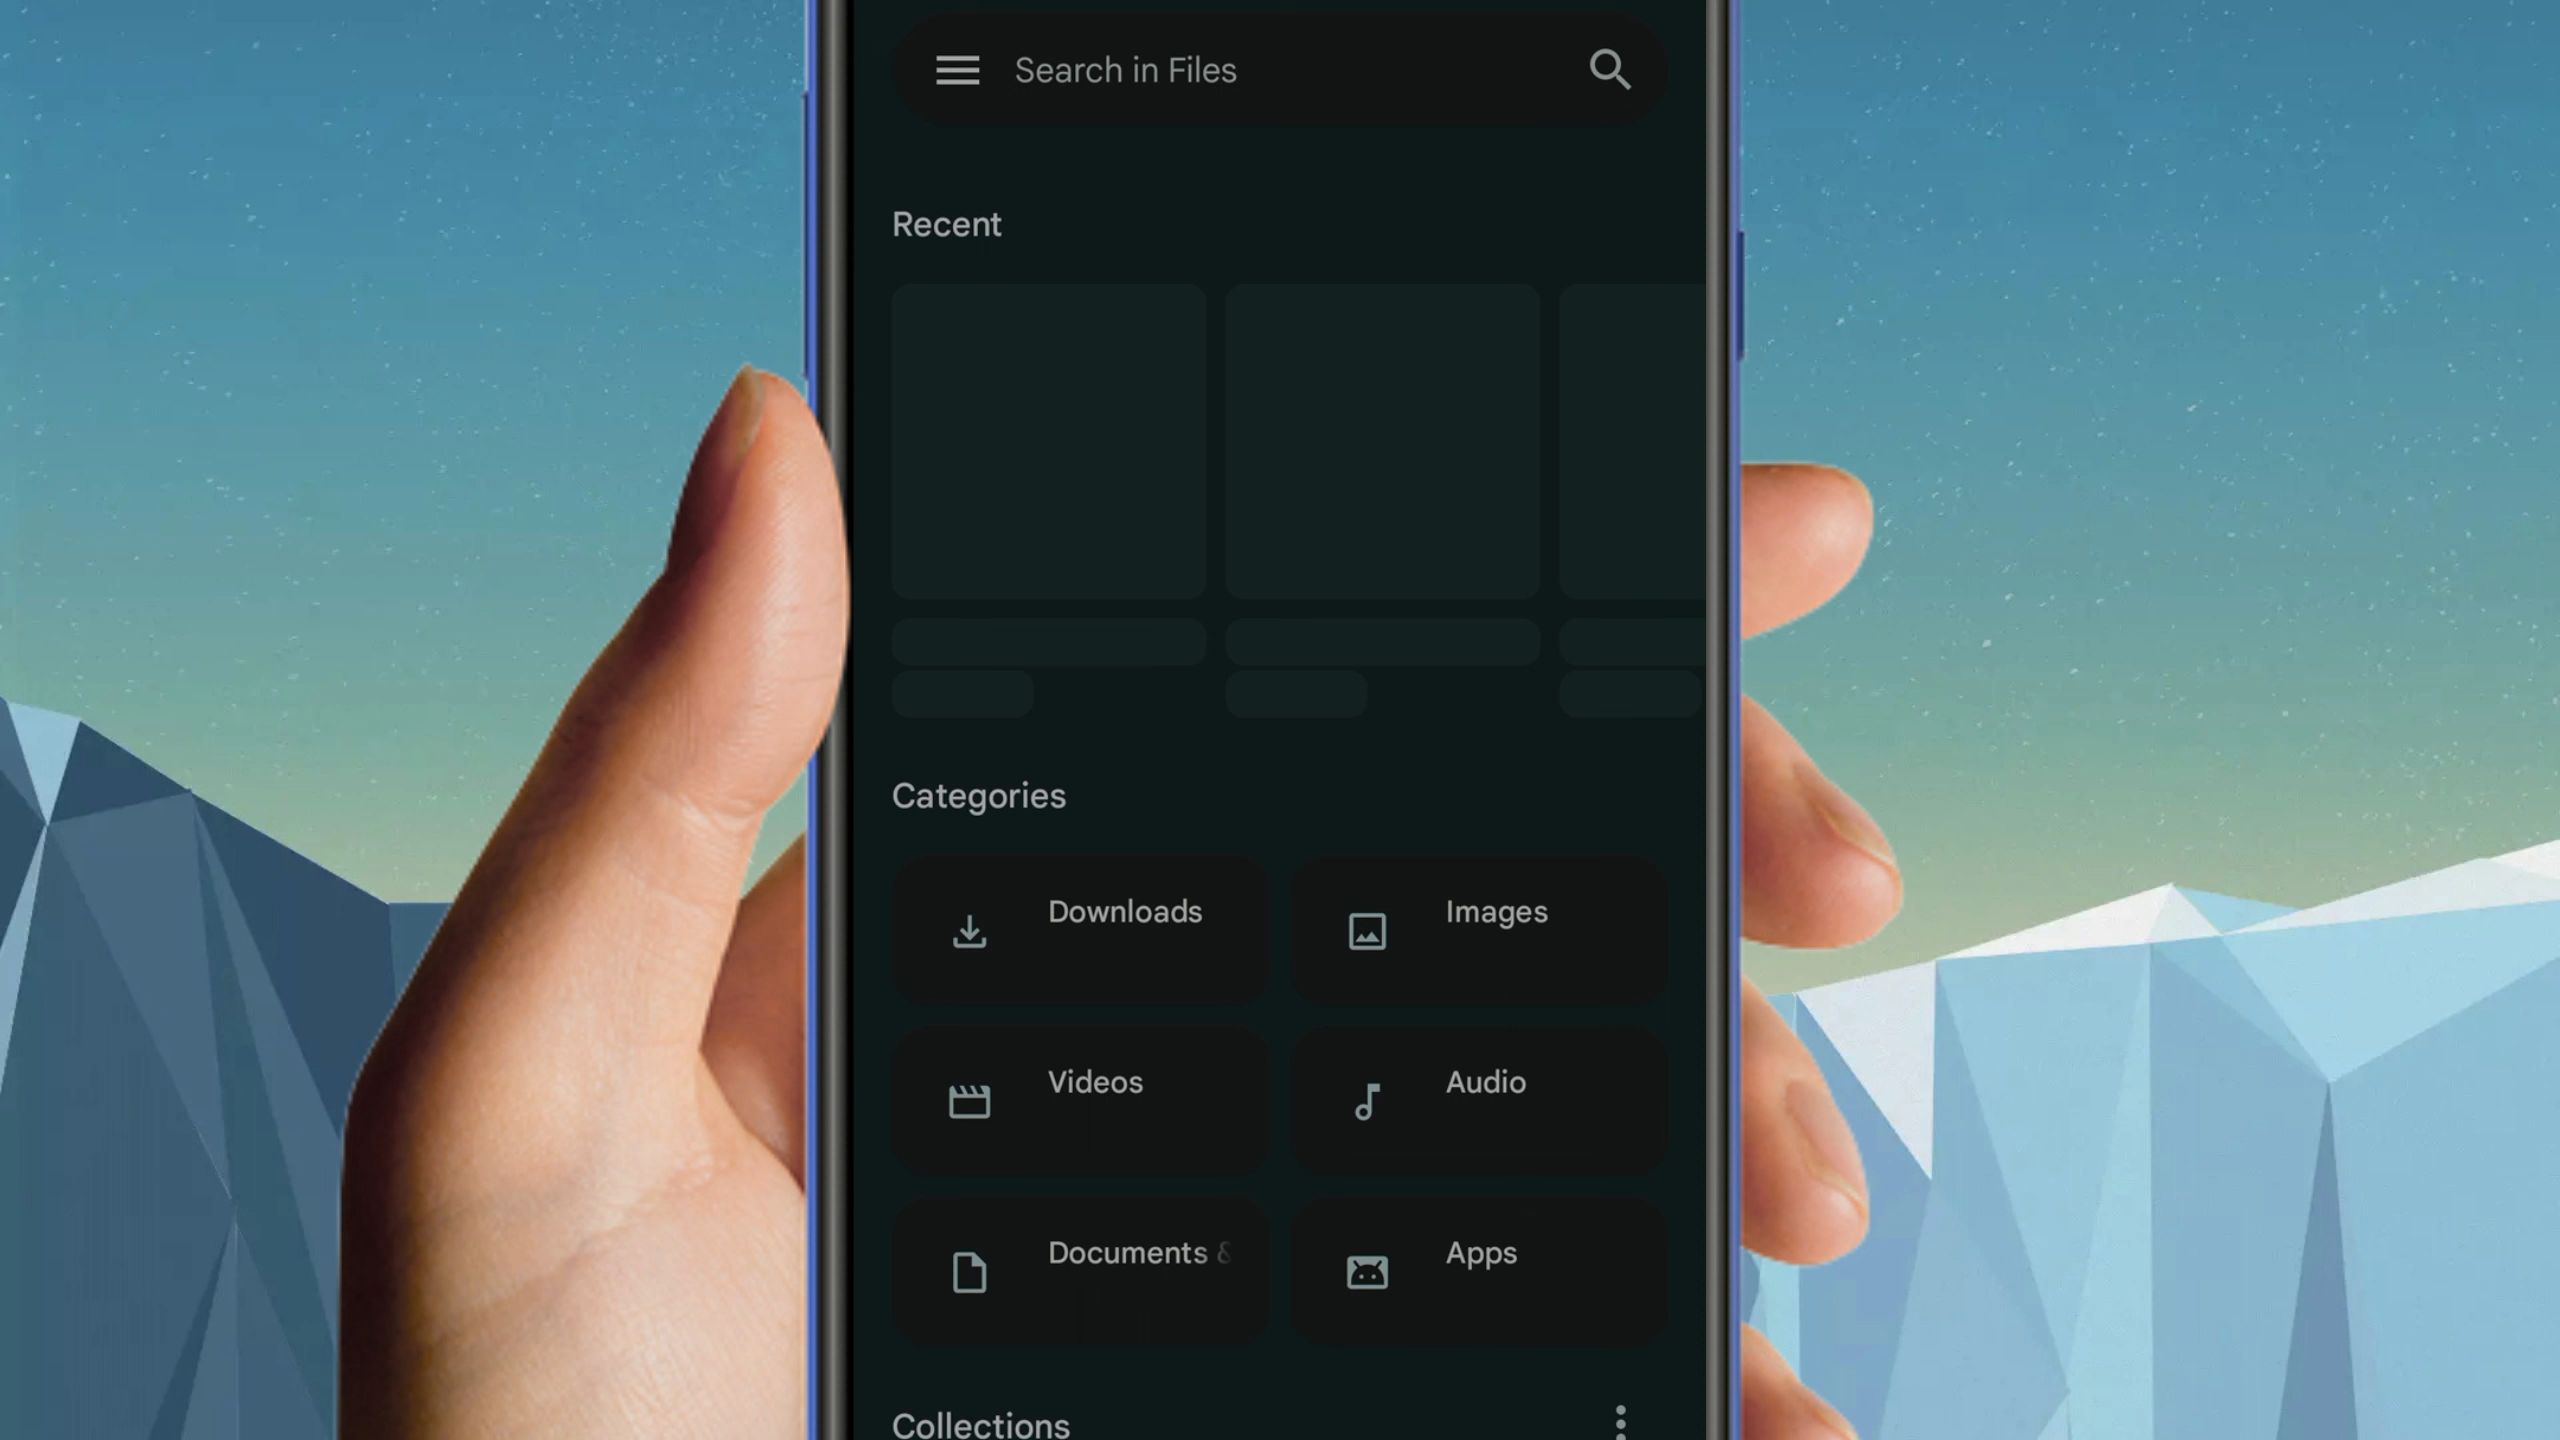 Search in Files
Recent
Categories
Downloads
Images
Videos
Audio
Documents &
Apps
Collections